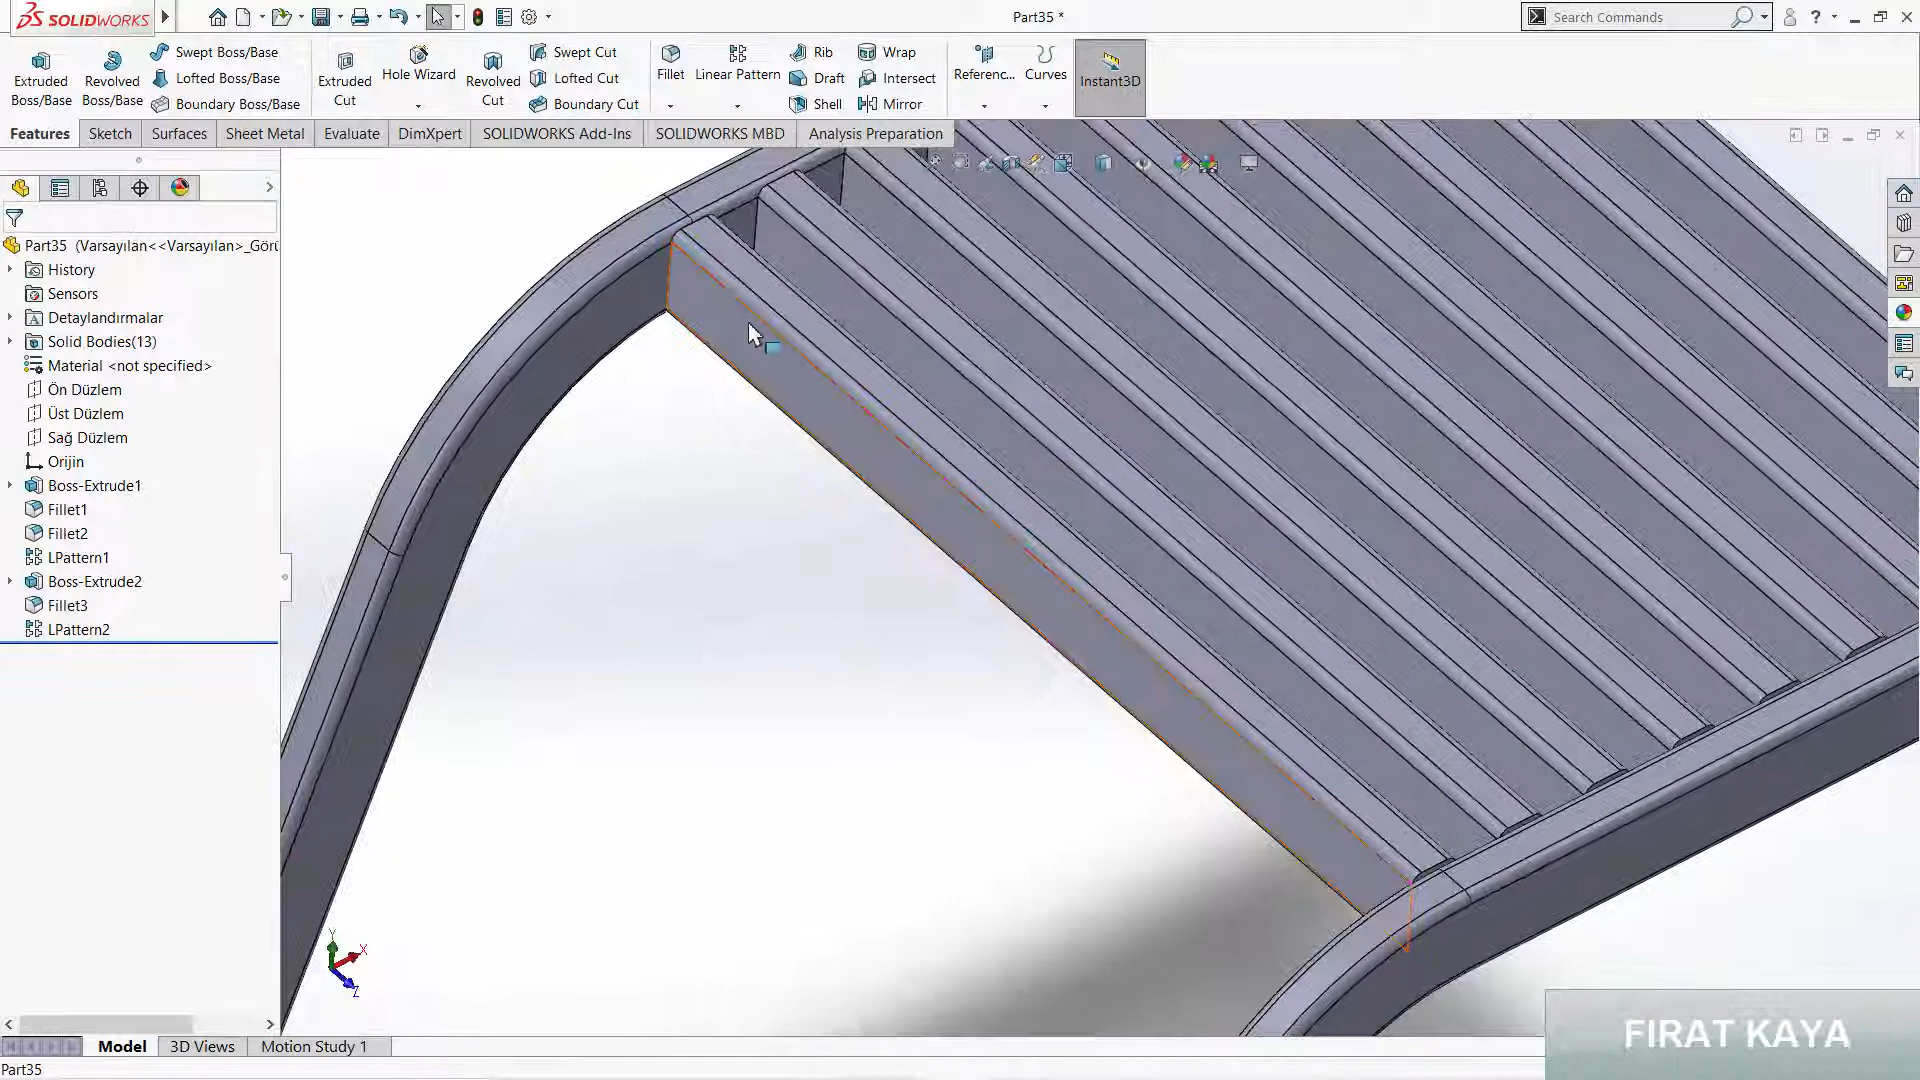 SOLIDWORKS
Part35 *
Search Commands
Extruded Boss/Base
Revolved Boss/Base
Swept Boss/Base
Lofted Boss/Base
Boundary Boss/Base
Extruded Cut
Hole Wizard
Revolved Cut
Swept Cut
Lofted Cut
Boundary Cut
Fillet
Linear Pattern
Rib
Draft
Shell
Wrap
Intersect
Mirror
Referenc...
Curves
Instant3D
Features
Sketch
Surfaces
Sheet Metal
Evaluate
DimXpert
SOLIDWORKS Add-Ins
SOLIDWORKS MBD
Analysis Preparation
Part35 (Varsayılan<<Varsayılan>_Görü
History
Sensors
Detaylandırmalar
Solid Bodies(13)
Material <not specified>
Ön Düzlem
Üst Düzlem
Sağ Düzlem
Orijin
Boss-Extrude1
Fillet1
Fillet2
LPattern1
Boss-Extrude2
Fillet3
LPattern2
Y
X
Z
Model
3D Views
Motion Study 1
Part35
FIRAT KAYA